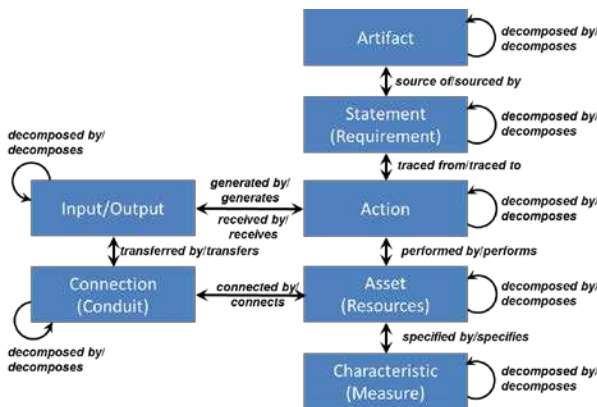 Artifact
decomposed by/
decomposes
source of/sourced by
Statement
(Requirement)
decomposed by/
decomposes
decomposed by/
decomposes
traced from/traced to
generated by/
generates
Input/Output
Action
decomposed by/
decomposes
received by/
receives
transferred by/transfers
performed by/performs
Connection
(Conduit)
connected by/
connects
Asset
(Resources)
decomposed by/
decomposes
decomposed by/
decomposes
specified by/specifies
Characteristic
(Measure)
decomposed by/
decomposes